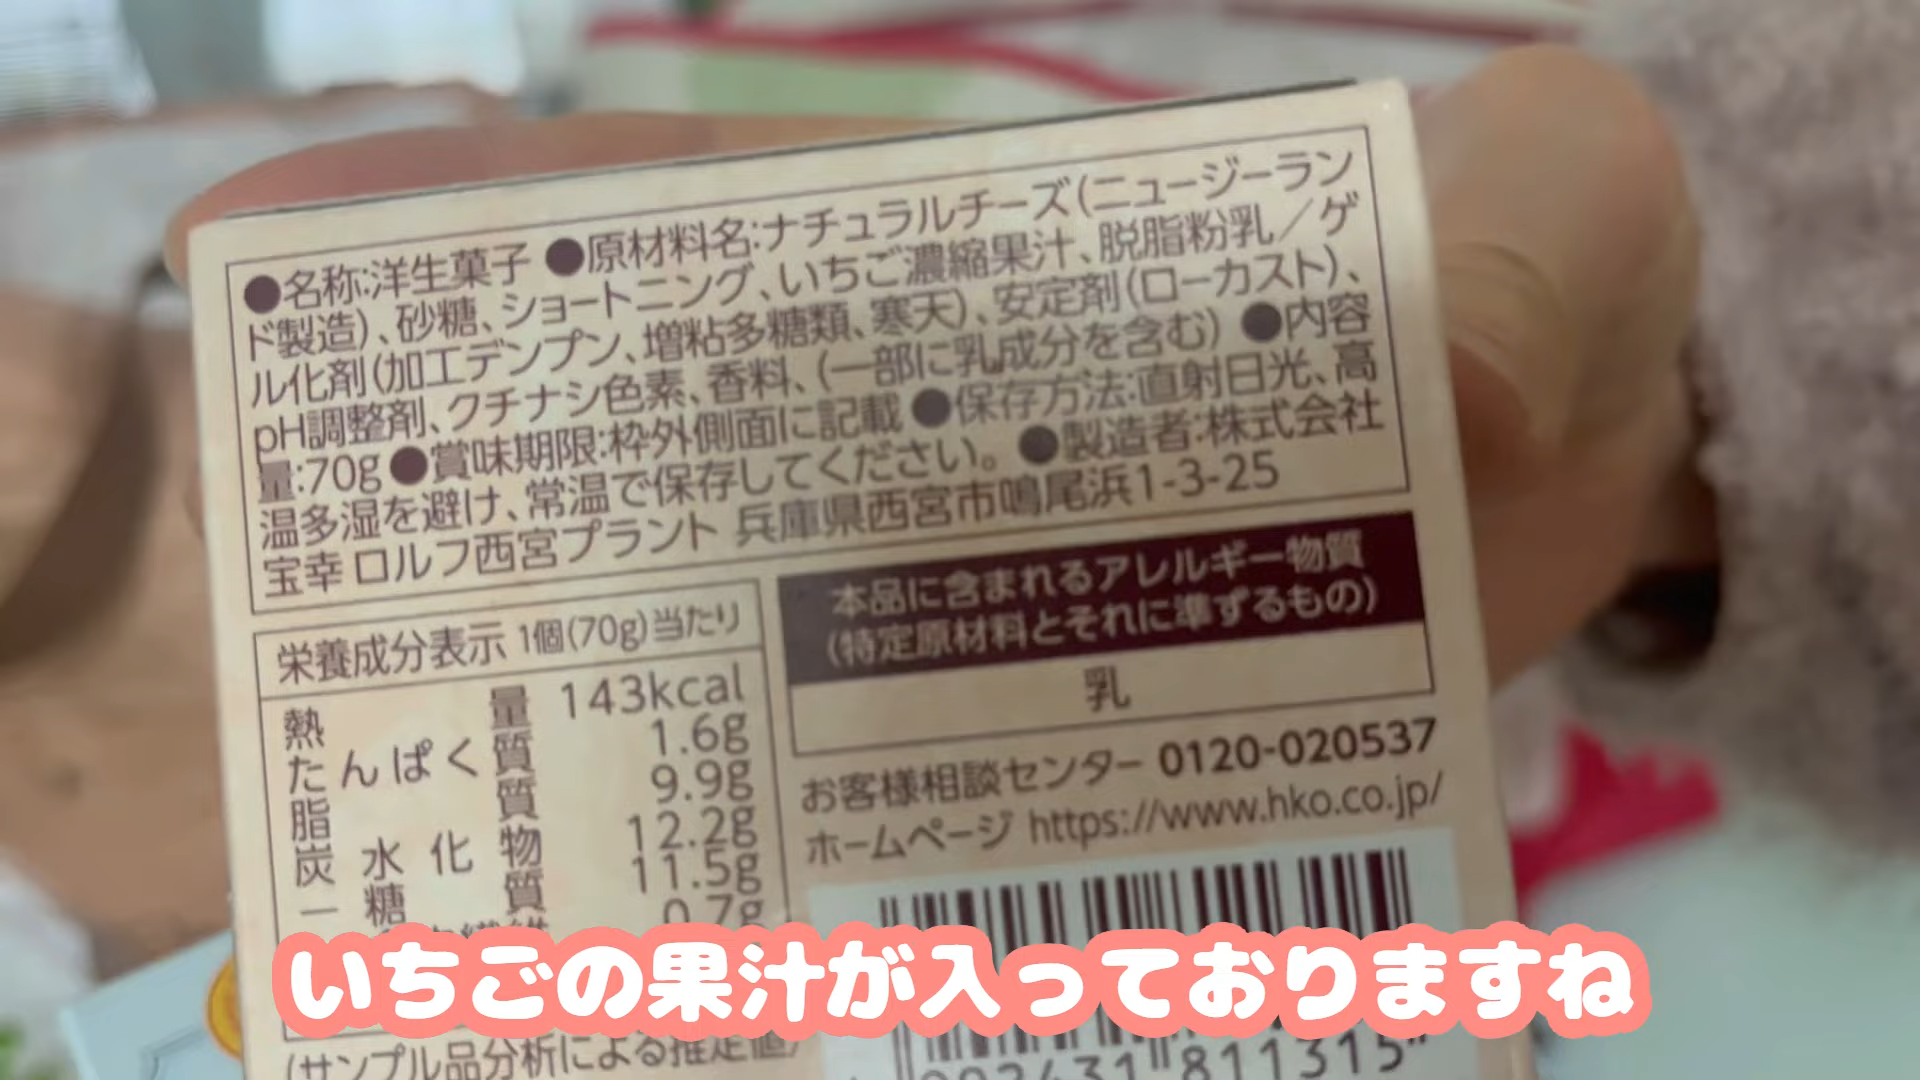 ●名称:洋生菓子 ●原材料名:ナチュラルチーズ(ニュージーラン
ド製造)、砂糖、ショートニング、いちご濃縮果汁、脱脂粉乳/ゲ
ル化剤(加工デンプン、増粘多糖類、寒天)、安定剤(ローカスト)、
pH調整剤、クチナシ色素、香料、(一部に乳成分を含む) ●内容
量:70g ●賞味期限:枠外側面に記載 ●保存方法:直射日光、高
温多湿を避け、常温で保存してください。 ●製造者:株式会社
宝幸 ロルフ西宮プラント 兵庫県西宮市鳴尾浜1-3-25
栄養成分表示 1個(70g)当たり
熱量 143kcal
たんぱく質 1.6g
脂質 9.9g
炭水化物 12.2g
ー糖質 11.5g
0.7g
本品に含まれるアレルギー物質
(特定原材料とそれに準ずるもの)
乳
お客様相談センター 0120-020537
ホームページ https://www.hko.co.jp/
811315
(サンプル品分析による推定値)
いちごの果汁が入っておりますね